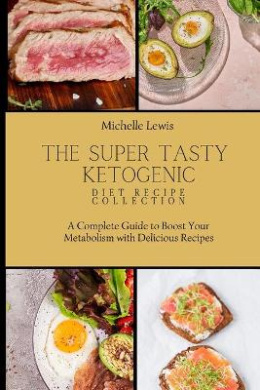 Michelle Lewis
THE SUPER TASTY
KETOGENIC
DIET RECIPE
COLLECTION
A Complete Guide to Boost Your
Metabolism with Delicious Recipes